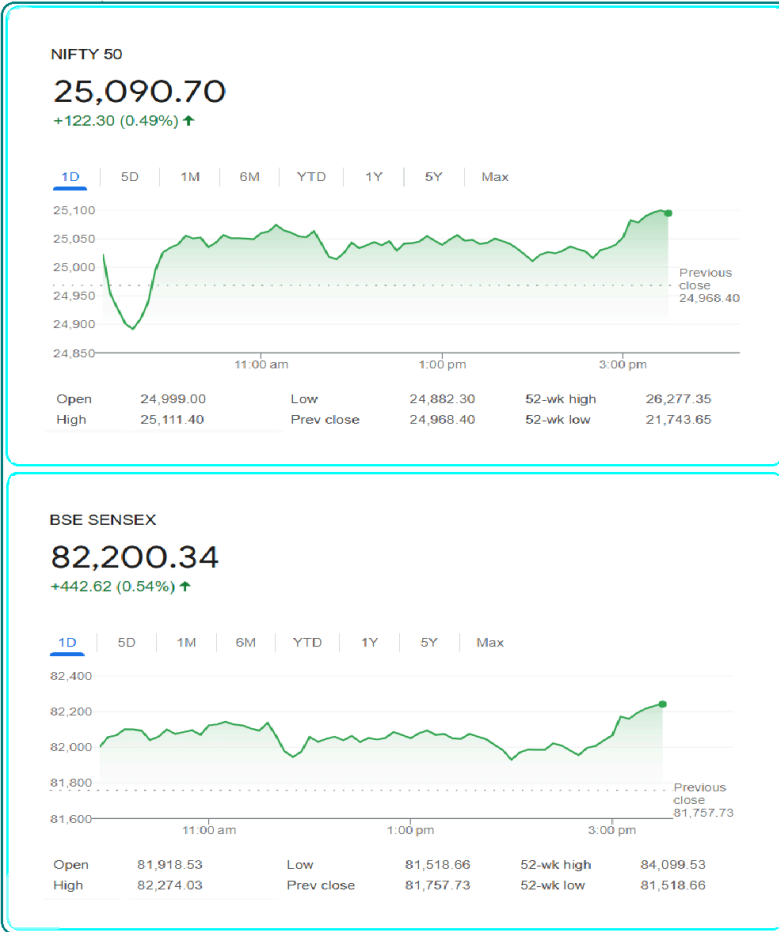 NIFTY 50
25,090.70
+122.30 (0.49%) ↑
1D 5D 1M 6M YTD 1Y 5Y Max
25,100
25,050
25,000
24,950
24,900
24,850
Previous
close
24,968.40
11:00 am 1:00 pm 3:00 pm
Open 24,999.00 Low 24,882.30 52-wk high 26,277.35
High 25,111.40 Prev close 24,968.40 52-wk low 21,743.65
BSE SENSEX
82,200.34
+442.62 (0.54%) ↑
1D 5D 1M 6M YTD 1Y 5Y Max
82,400
82,200
82,000
81,800
81,600
Previous
close
81,757.73
11:00 am 1:00 pm 3:00 pm
Open 81,918.53 Low 81,518.66 52-wk high 84,099.53
High 82,274.03 Prev close 81,757.73 52-wk low 81,518.66